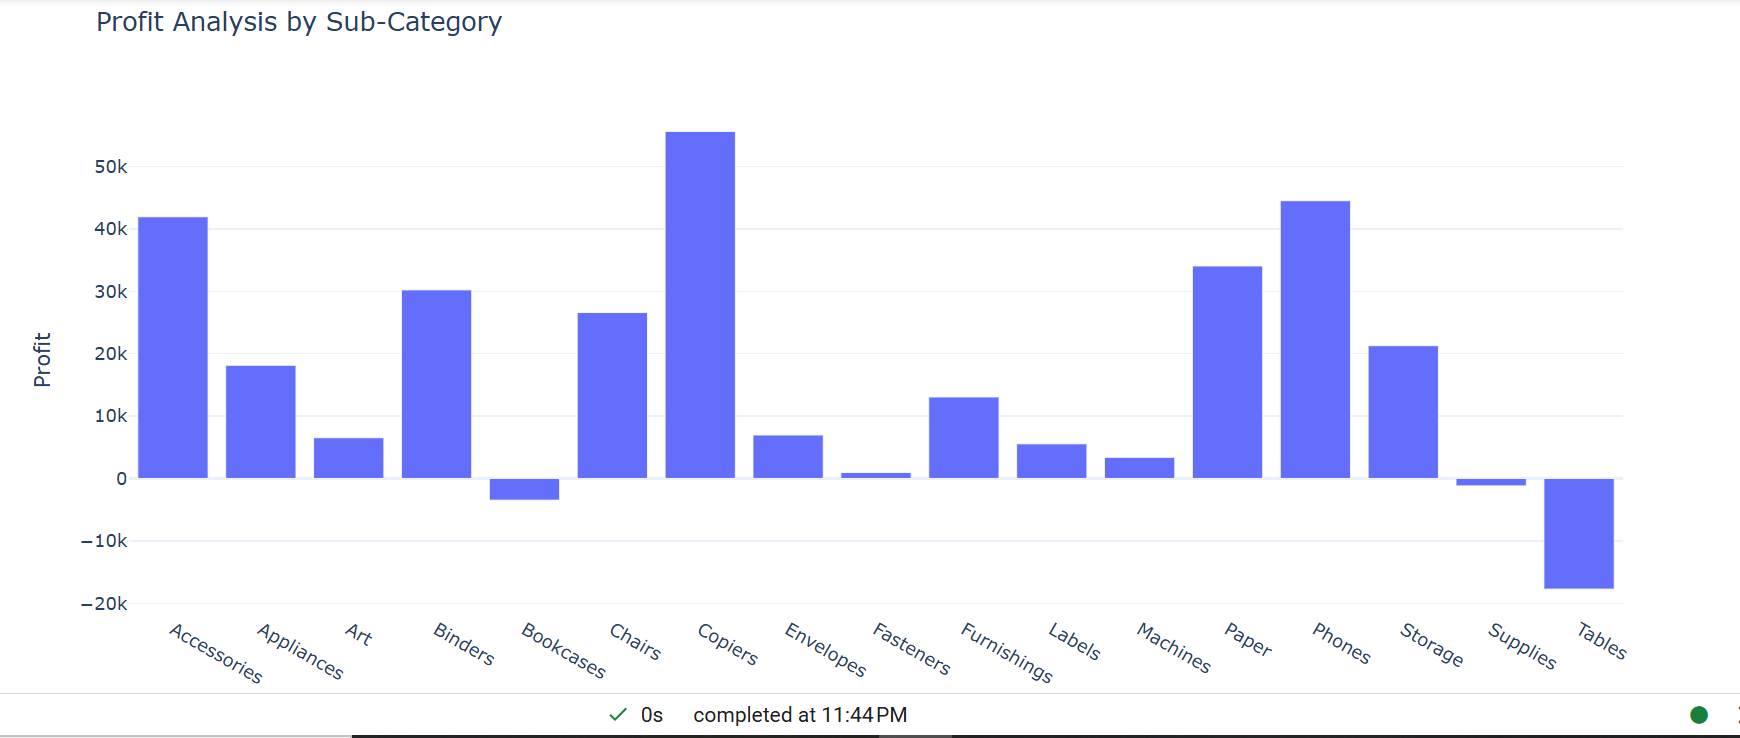 Profit Analysis by Sub-Category
50k
40k
30k
20k
10k
0
−10k
−20k
Profit
Accessories
Appliances
Art
Binders
Bookcases
Chairs
Copiers
Envelopes
Fasteners
Furnishings
Labels
Machines
Paper
Phones
Storage
Supplies
Tables
0s completed at 11:44 PM